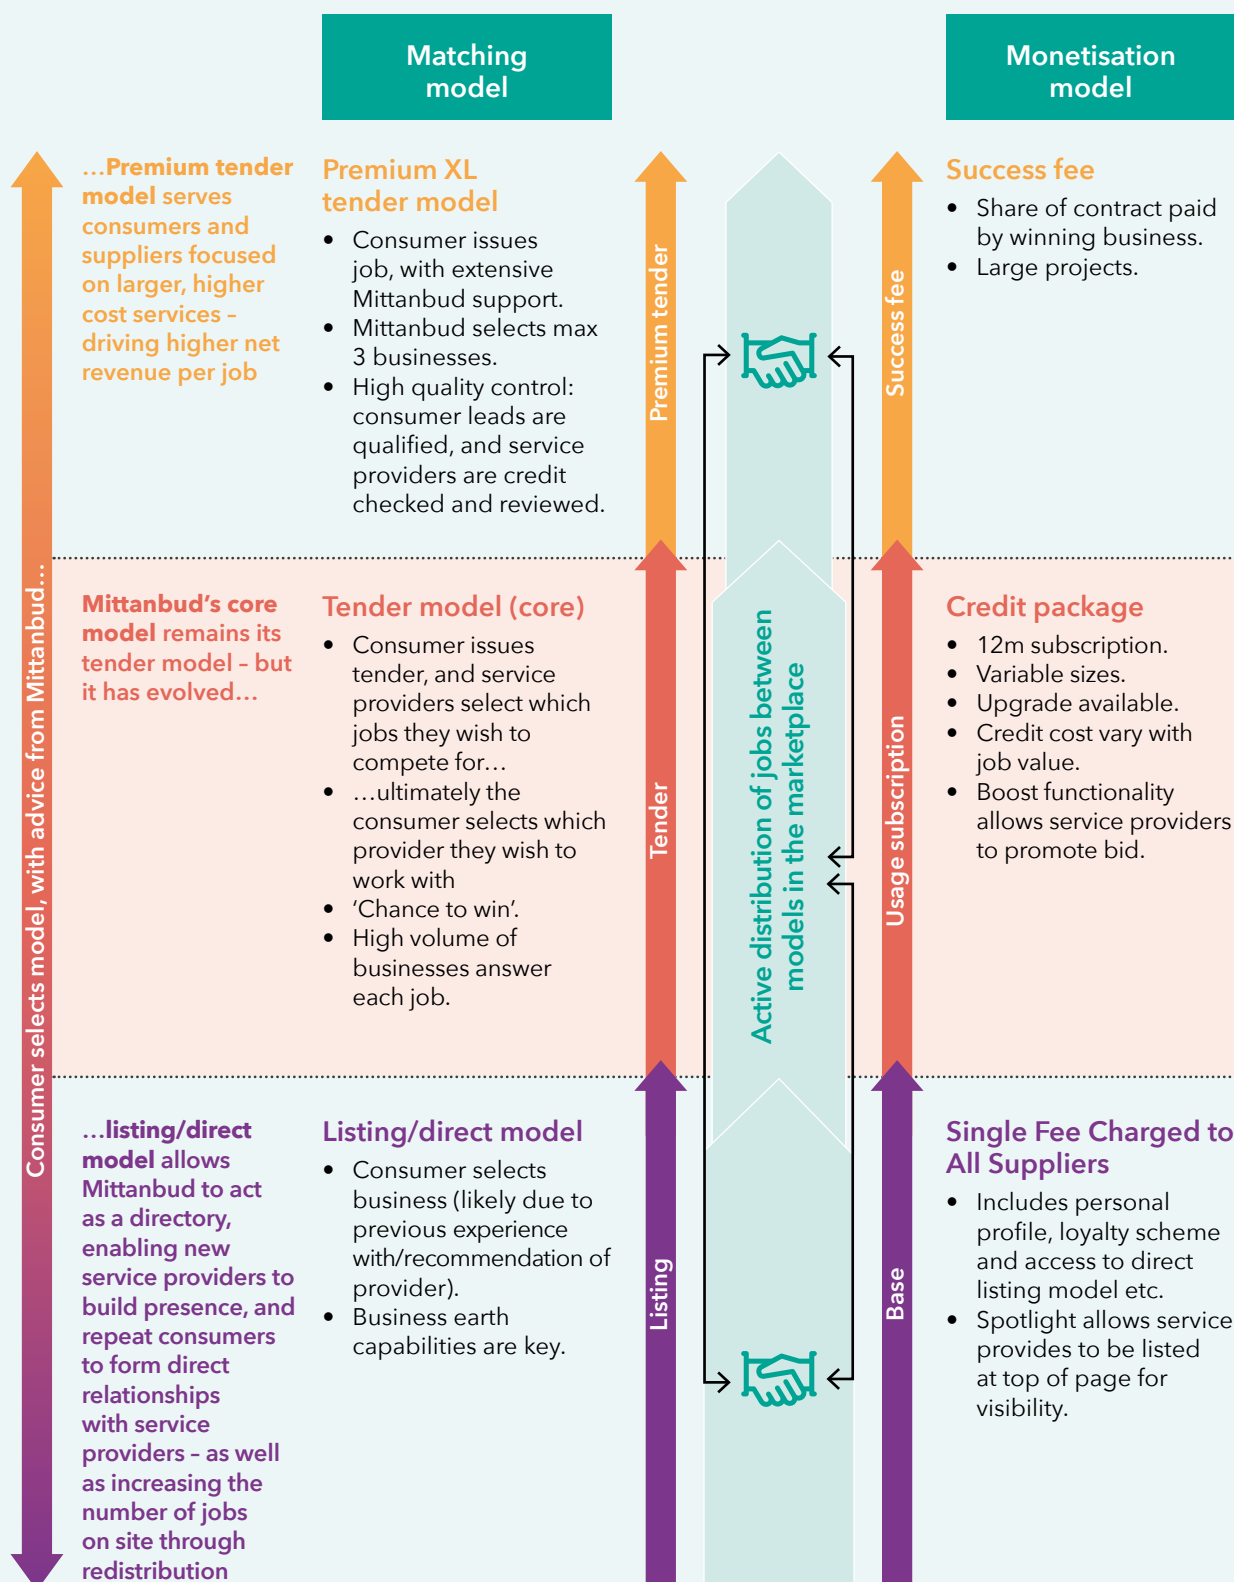 Matching
model
Monetisation
model
Consumer selects model, with advice from Mittanbud…
…Premium tender
model serves
consumers and
suppliers focused
on larger, higher
cost services –
driving higher net
revenue per job
Premium XL
tender model
• Consumer issues
job, with extensive
Mittanbud support.
• Mittanbud selects max
3 businesses.
• High quality control:
consumer leads are
qualified, and service
providers are credit
checked and reviewed.
Premium tender
Success fee
Success fee
• Share of contract paid
by winning business.
• Large projects.
Mittanbud’s core
model remains its
tender model – but
it has evolved…
Tender model (core)
• Consumer issues
tender, and service
providers select which
jobs they wish to
compete for…
• …ultimately the
consumer selects which
provider they wish to
work with
• ‘Chance to win’.
• High volume of
businesses answer
each job.
Tender
Active distribution of jobs between
models in the marketplace
Usage subscription
Credit package
• 12m subscription.
• Variable sizes.
• Upgrade available.
• Credit cost vary with
job value.
• Boost functionality
allows service providers
to promote bid.
…listing/direct
model allows
Mittanbud to act
as a directory,
enabling new
service providers to
build presence, and
repeat consumers
to form direct
relationships
with service
providers – as well
as increasing the
number of jobs
on site through
redistribution
Listing/direct model
• Consumer selects
business (likely due to
previous experience
with/recommendation of
provider).
• Business earth
capabilities are key.
Listing
Base
Single Fee Charged to
All Suppliers
• Includes personal
profile, loyalty scheme
and access to direct
listing model etc.
• Spotlight allows service
provides to be listed
at top of page for
visibility.